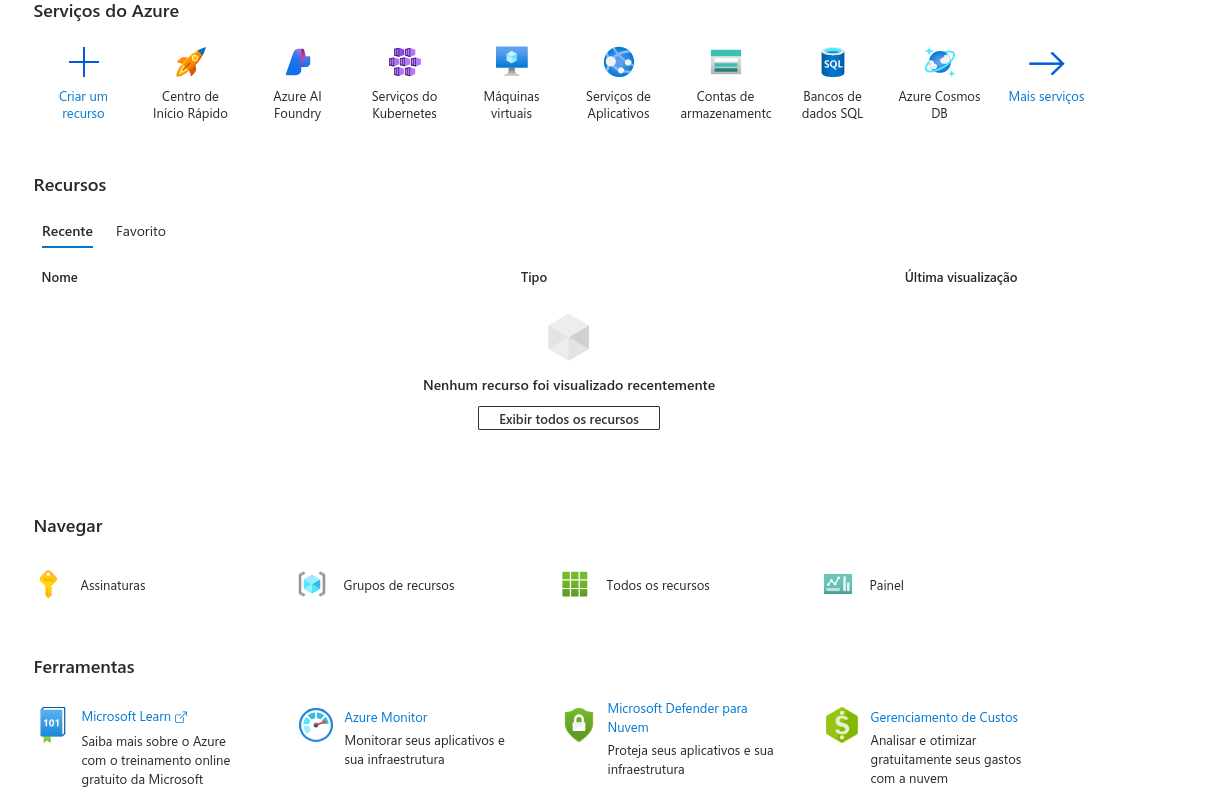 Serviços do Azure
Criar um
recurso
Centro de
Início Rápido
Azure AI
Foundry
Serviços do
Kubernetes
Máquinas
virtuais
Serviços de
Aplicativos
Contas de
armazenamentc
SQL
Bancos de
dados SQL
Azure Cosmos
DB
Mais serviços
Recursos
Recente
Favorito
Nome
Tipo
Última visualização
Nenhum recurso foi visualizado recentemente
Exibir todos os recursos
Navegar
Assinaturas
Grupos de recursos
Todos os recursos
Painel
Ferramentas
101
Microsoft Learn
Saiba mais sobre o Azure
com o treinamento online
gratuito da Microsoft
Azure Monitor
Monitorar seus aplicativos e
sua infraestrutura
Microsoft Defender para
Nuvem
Proteja seus aplicativos e sua
infraestrutura
$
Gerenciamento de Custos
Analisar e otimizar
gratuitamente seus gastos
com a nuvem